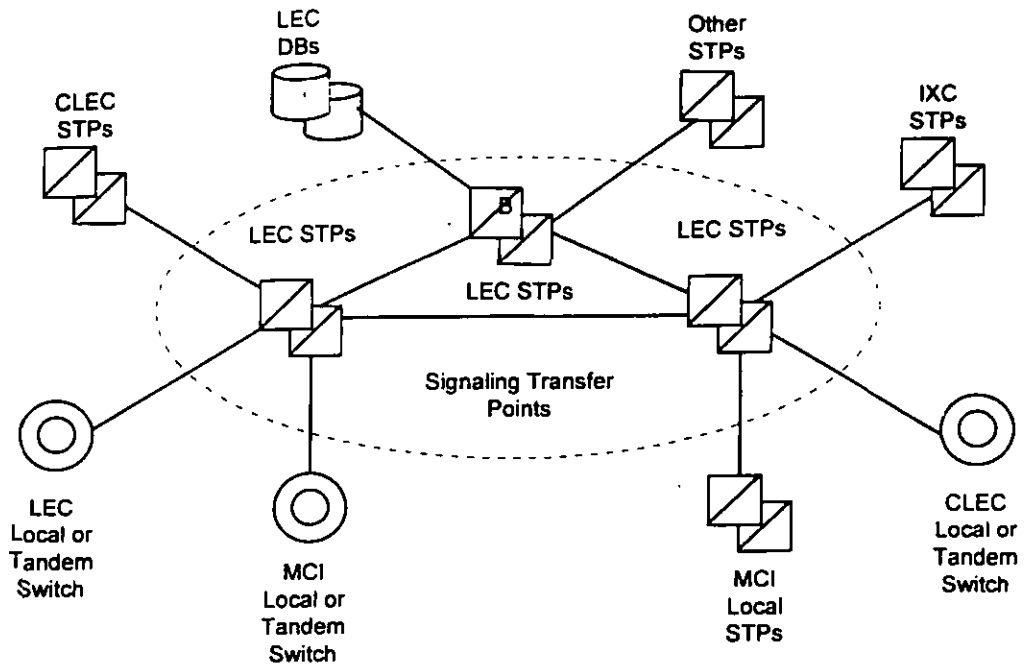 LEC
DBs
Other
STPs
CLEC
STPs
IXC
STPs
B
LEC STPs
LEC STPs
LEC STPs
Signaling Transfer
Points
LEC
Local or
Tandem
Switch
MCI
Local or
Tandem
Switch
MCI
Local
STPs
CLEC
Local or
Tandem
Switch